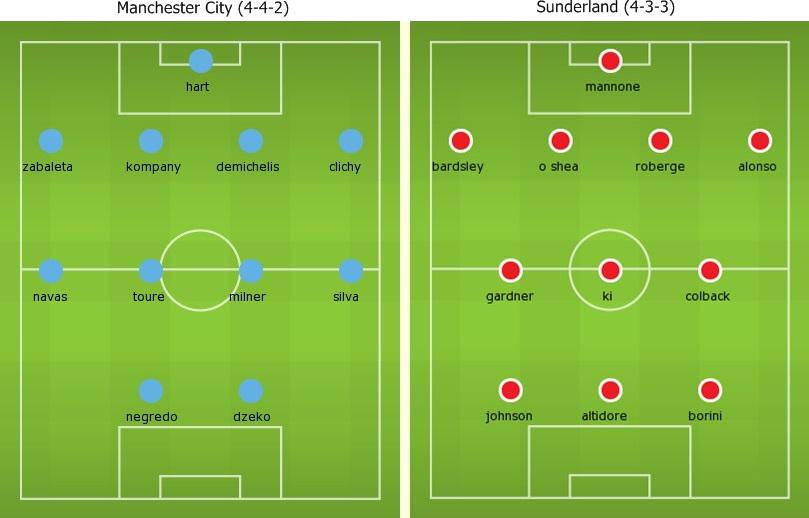 Manchester City (4-4-2)
hart
zabaleta kompany demichelis clichy
navas toure milner silva
negredo dzeko
Sunderland (4-3-3)
mannone
bardsley o shea roberge alonso
gardner ki colback
johnson altidore borini